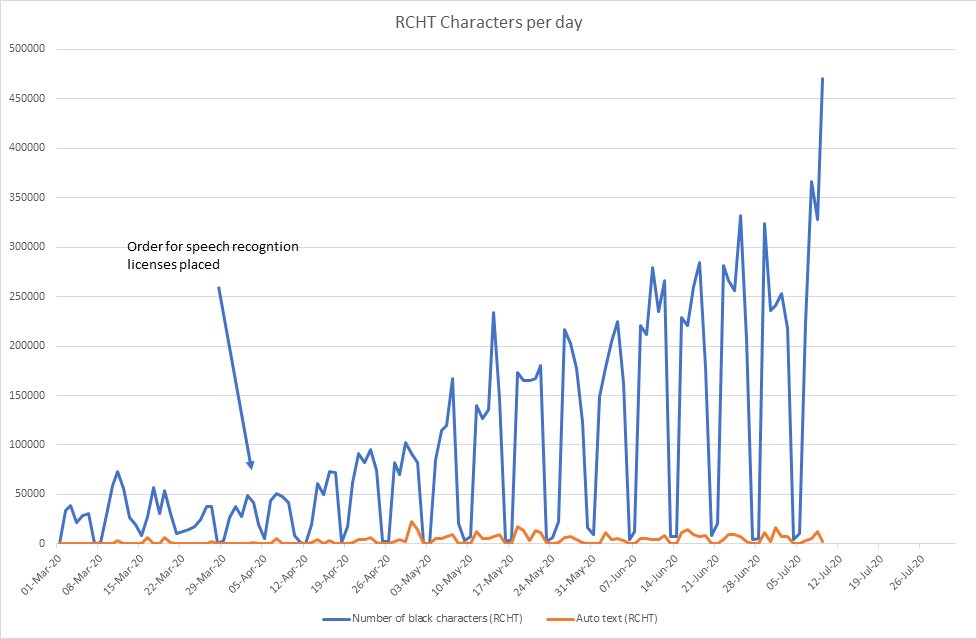 RCHT Characters per day
500000
450000
400000
350000
300000
250000
200000
150000
100000
50000
0
Order for speech recogntion
licenses placed
01-Mar-20
08-Mar-20
15-Mar-20
22-Mar-20
29-Mar-20
05-Apr-20
12-Apr-20
19-Apr-20
26-Apr-20
03-May-20
10-May-20
17-May-20
24-May-20
31-May-20
07-Jun-20
14-Jun-20
21-Jun-20
28-Jun-20
05-Jul-20
12-Jul-20
19-Jul-20
26-Jul-20
Number of black characters (RCHT)
Auto text (RCHT)